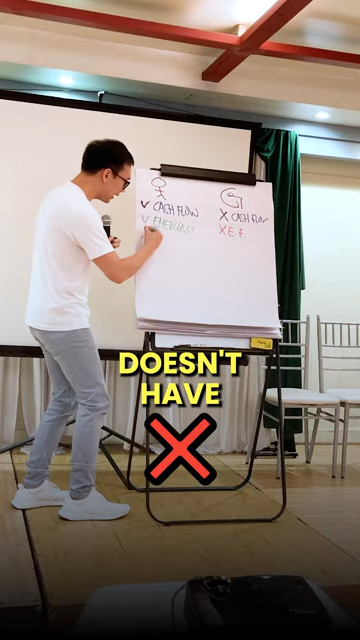 ✓ CASH FLOW
✓ EMERGENCY
G
X CASH FLOW
X E.F.
DOESN'T
HAVE